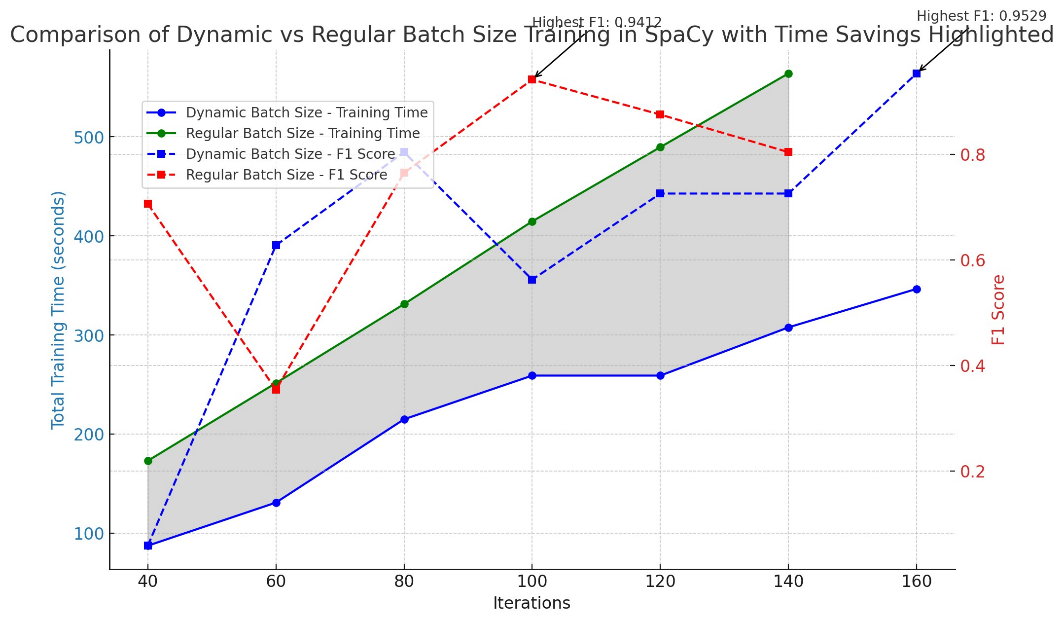 Highest F1: 0.9412
Highest F1: 0.9529
Comparison of Dynamic vs Regular Batch Size Training in SpaCy with Time Savings Highlighted
Dynamic Batch Size - Training Time
Regular Batch Size - Training Time
Dynamic Batch Size - F1 Score
Regular Batch Size - F1 Score
Total Training Time (seconds)
500
400
300
200
100
0.8
0.6
0.4
0.2
F1 Score
40 60 80 100 120 140 160
Iterations